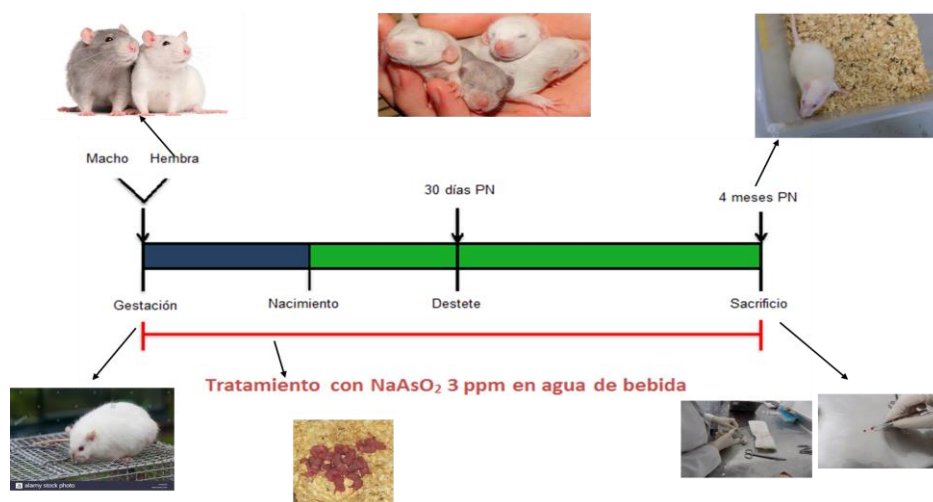 Macho Hembra
30 días PN
4 meses PN
Gestación
Nacimiento
Destete
Sacrificio
Tratamiento con NaAsO₂ 3 ppm en agua de bebida
alamy stock photo